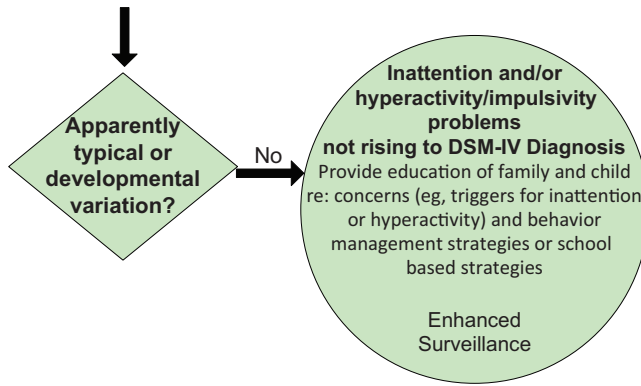 Apparently
typical or
developmental
variation?
No
Inattention and/or
hyperactivity/impulsivity
problems
not rising to DSM-IV Diagnosis
Provide education of family and child
re: concerns (eg, triggers for inattention
or hyperactivity) and behavior
management strategies or school
based strategies
Enhanced
Surveillance